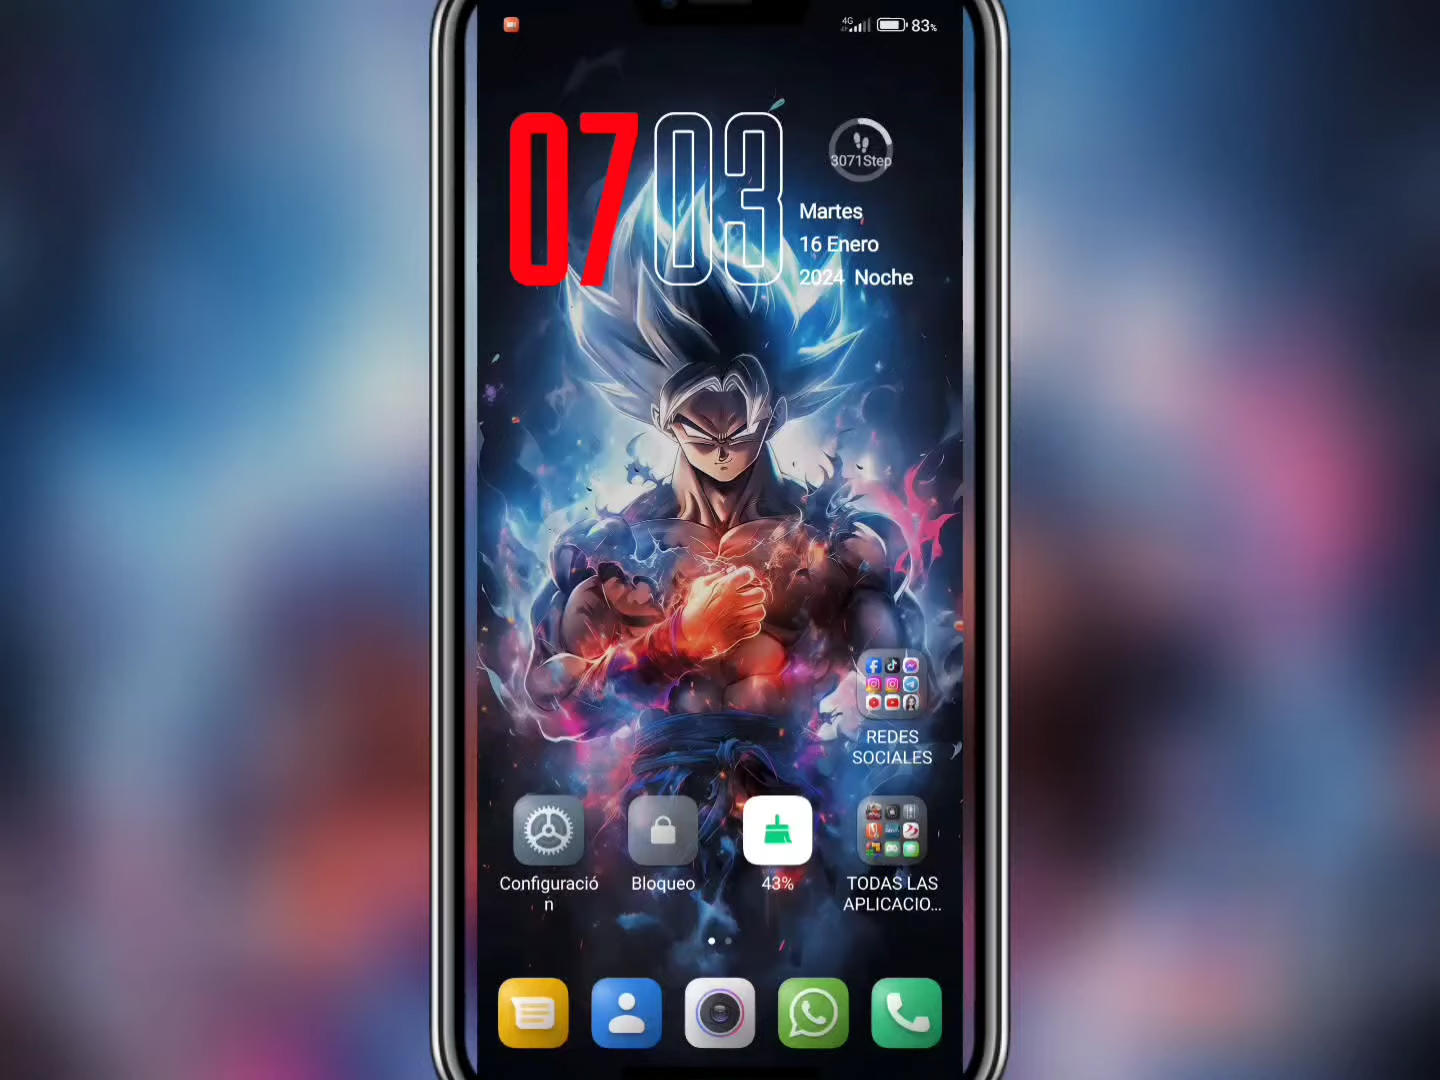 4G
83%
07 03
3071Step
Martes
16 Enero
2024 Noche
REDES
SOCIALES
Configuració
n
Bloqueo
43%
TODAS LAS
APLICACIO...